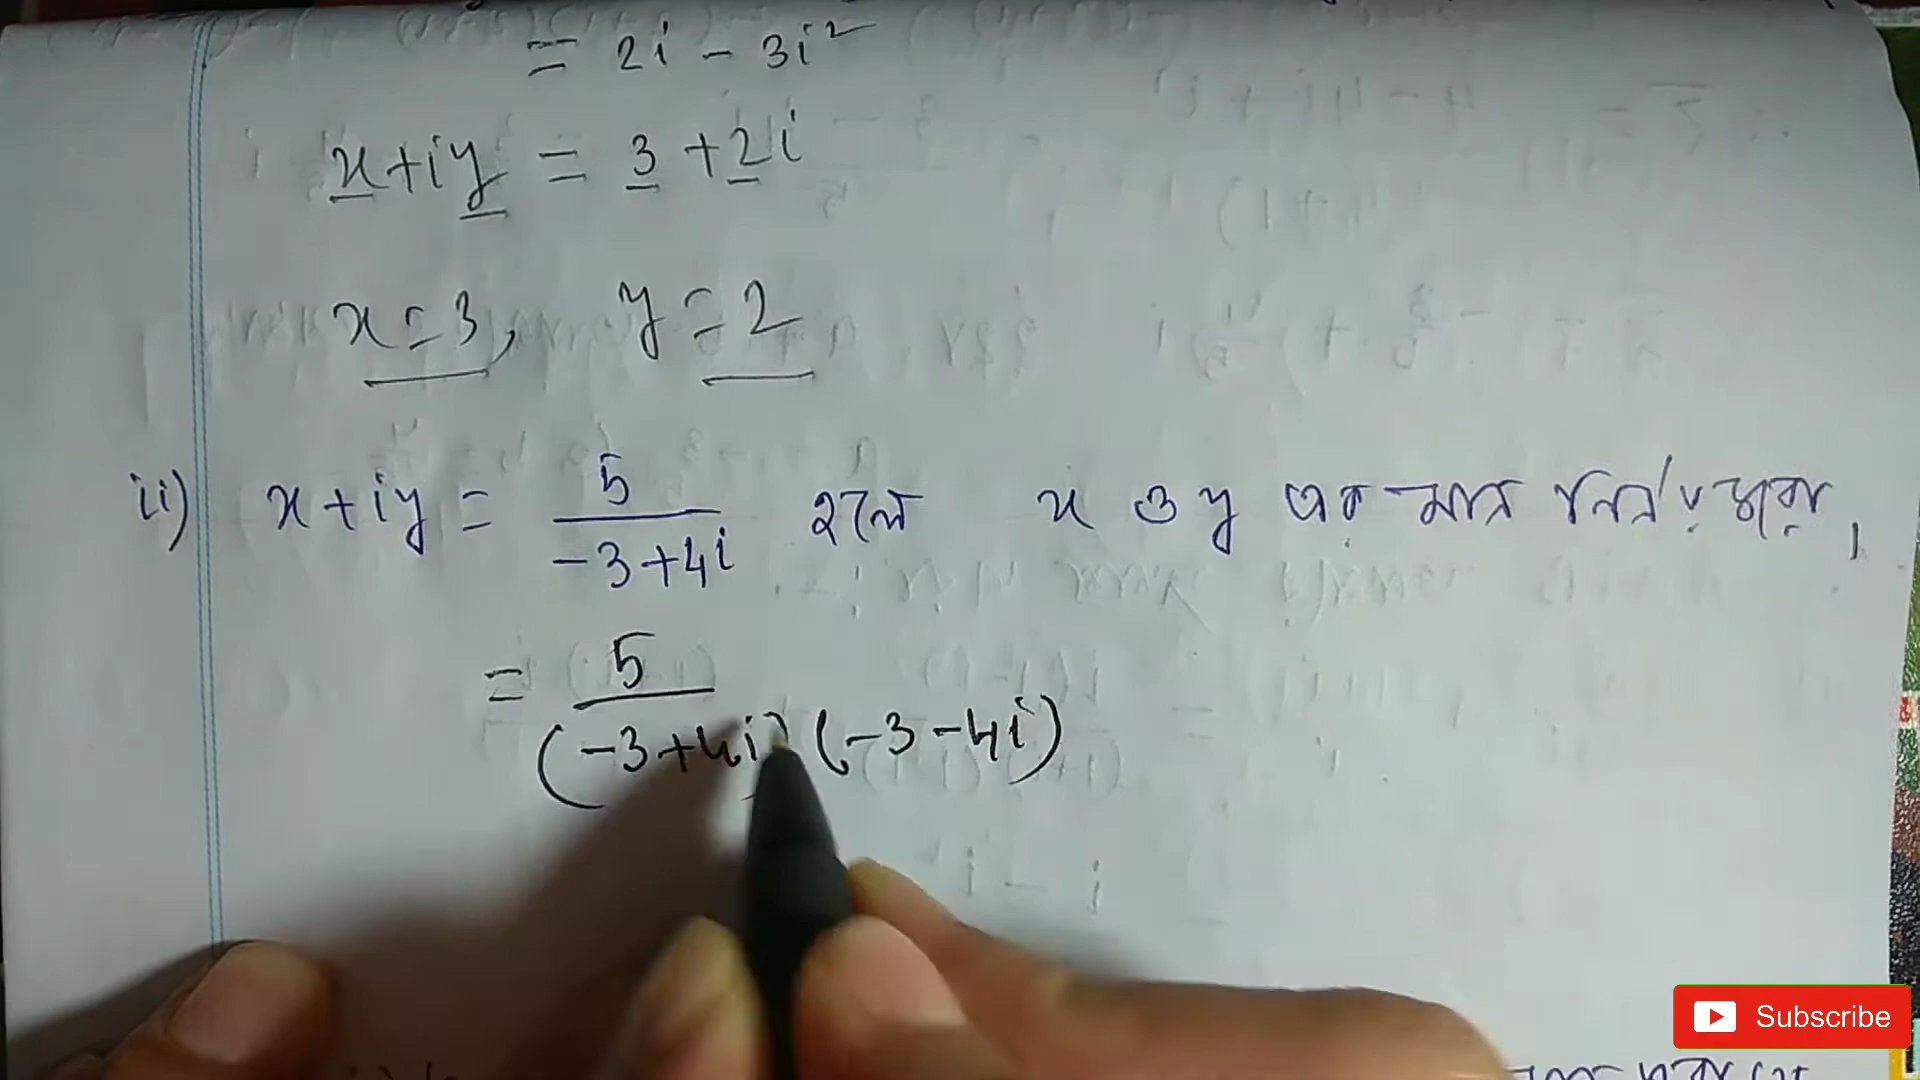 = 2i - 3i²
x+iy = 3 +2i
x=3, y=2
ii) x+iy = 5/(-3+4i) হলে x ও y এর মান নির্ণয় করো,
= 5/(-3+4i)(-3-4i)
Subscribe